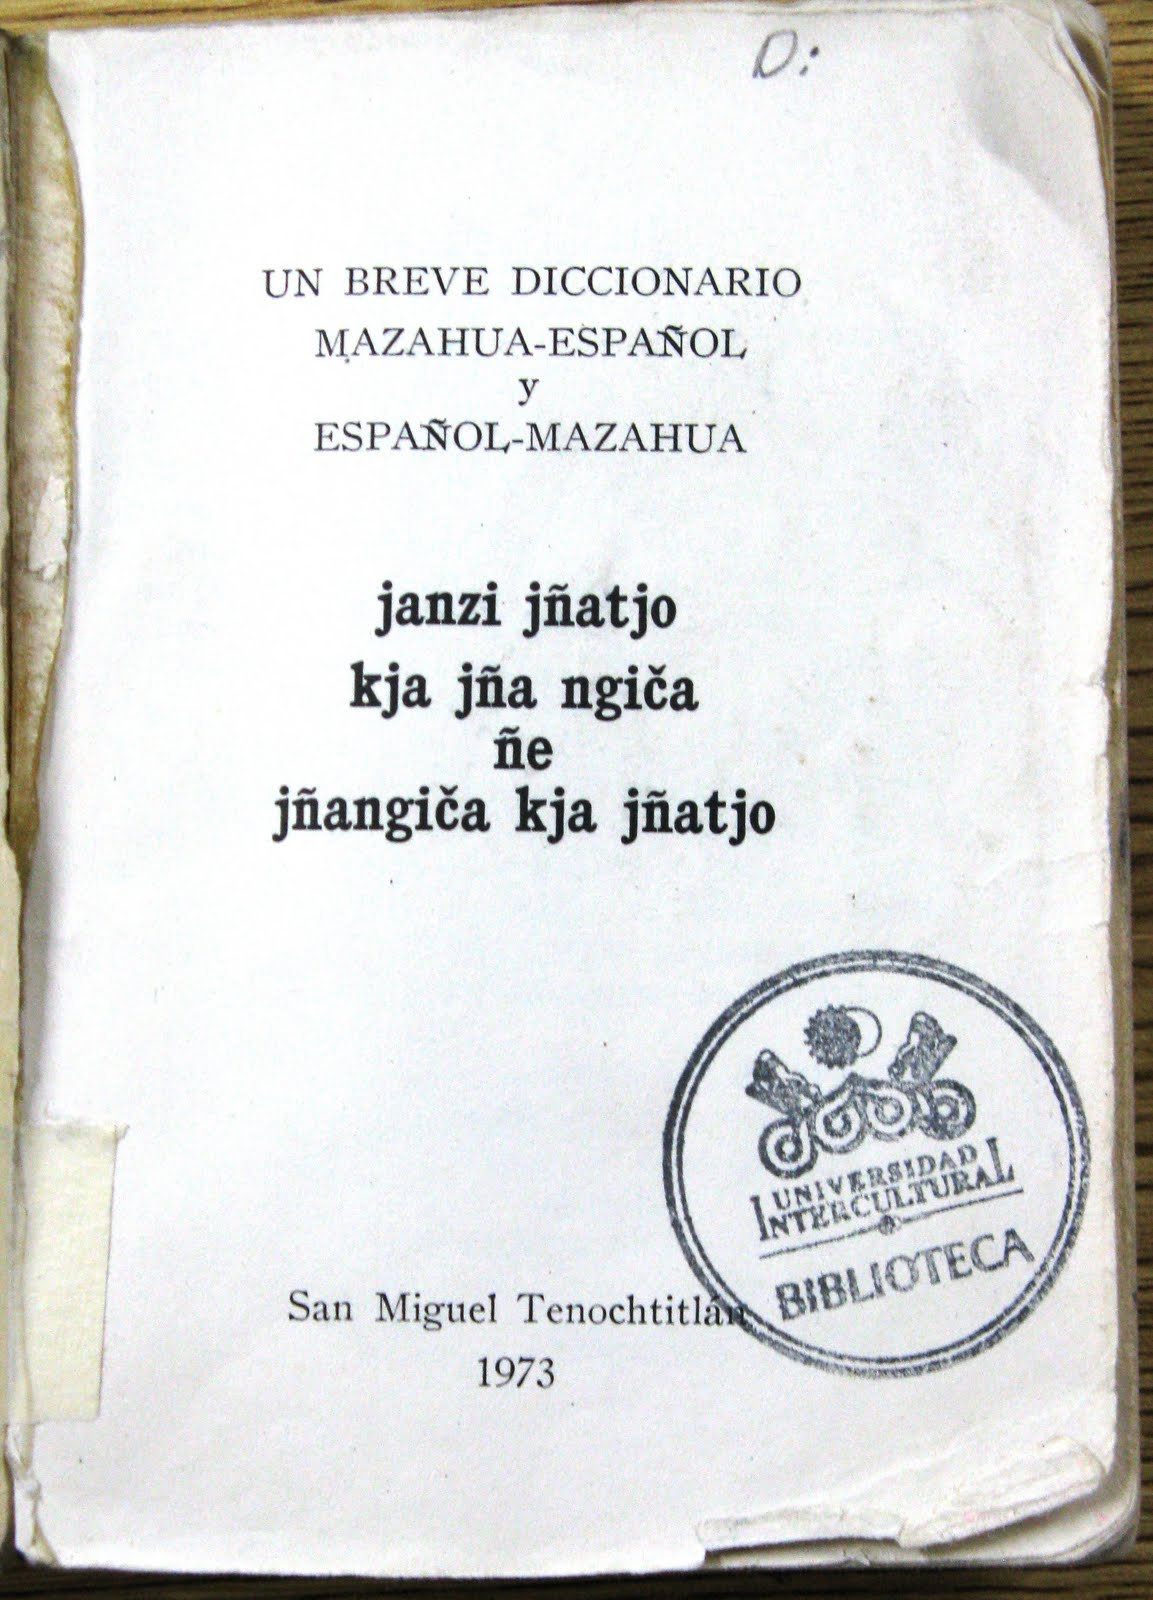 D:
UN BREVE DICCIONARIO
MAZAHUA-ESPAÑOL
y
ESPAÑOL-MAZAHUA
janzi jñatjo
kja jña ngiča
ñe
jñangiča kja jñatjo
UNIVERSIDAD
INTERCULTURAL
BIBLIOTECA
San Miguel Tenochtitlán
1973